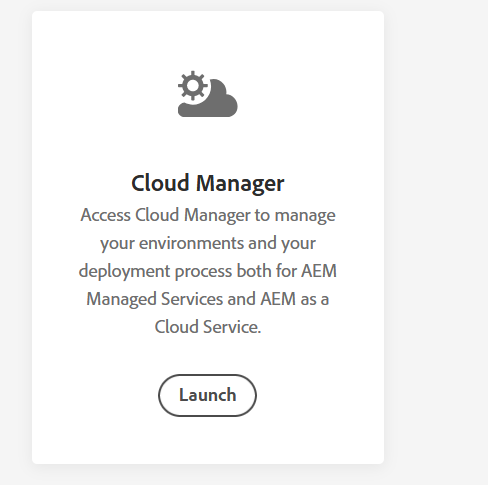 Cloud Manager
Access Cloud Manager to manage
your environments and your
deployment process both for AEM
Managed Services and AEM as a
Cloud Service.
Launch